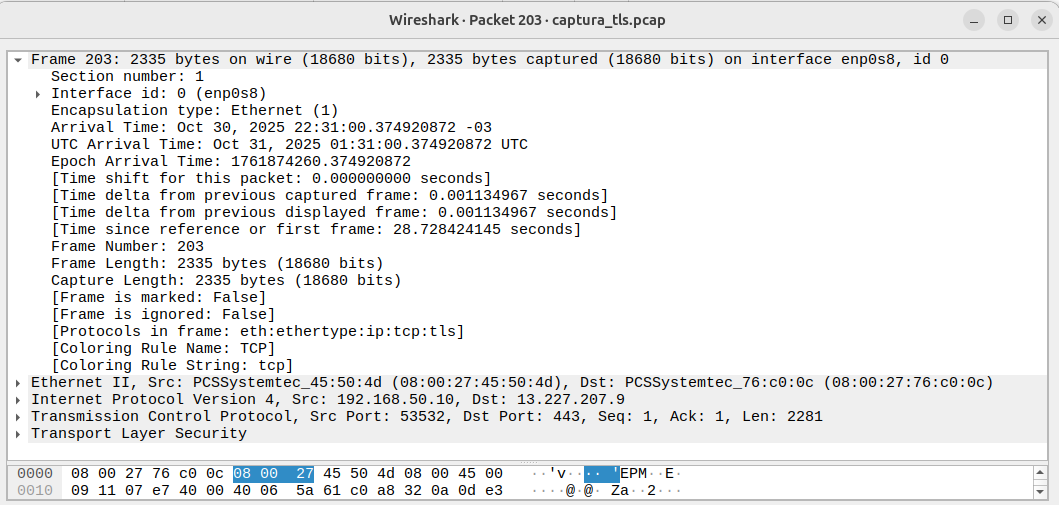 Wireshark · Packet 203 · captura_tls.pcap
Frame 203: 2335 bytes on wire (18680 bits), 2335 bytes captured (18680 bits) on interface enp0s8, id 0
Section number: 1
Interface id: 0 (enp0s8)
Encapsulation type: Ethernet (1)
Arrival Time: Oct 30, 2025 22:31:00.374920872 -03
UTC Arrival Time: Oct 31, 2025 01:31:00.374920872 UTC
Epoch Arrival Time: 1761874260.374920872
[Time shift for this packet: 0.000000000 seconds]
[Time delta from previous captured frame: 0.001134967 seconds]
[Time delta from previous displayed frame: 0.001134967 seconds]
[Time since reference or first frame: 28.728424145 seconds]
Frame Number: 203
Frame Length: 2335 bytes (18680 bits)
Capture Length: 2335 bytes (18680 bits)
[Frame is marked: False]
[Frame is ignored: False]
[Protocols in frame: eth:ethertype:ip:tcp:tls]
[Coloring Rule Name: TCP]
[Coloring Rule String: tcp]
Ethernet II, Src: PCSSystemtec_45:50:4d (08:00:27:45:50:4d), Dst: PCSSystemtec_76:c0:0c (08:00:27:76:c0:0c)
Internet Protocol Version 4, Src: 192.168.50.10, Dst: 13.227.207.9
Transmission Control Protocol, Src Port: 53532, Dst Port: 443, Seq: 1, Ack: 1, Len: 2281
Transport Layer Security
0000 08 00 27 76 c0 0c 08 00 27 45 50 4d 08 00 45 00 ··'v···· 'EPM··E·
0010 09 11 07 e7 40 00 40 06 5a 61 c0 a8 32 0a 0d e3 ····@·@· Za··2···